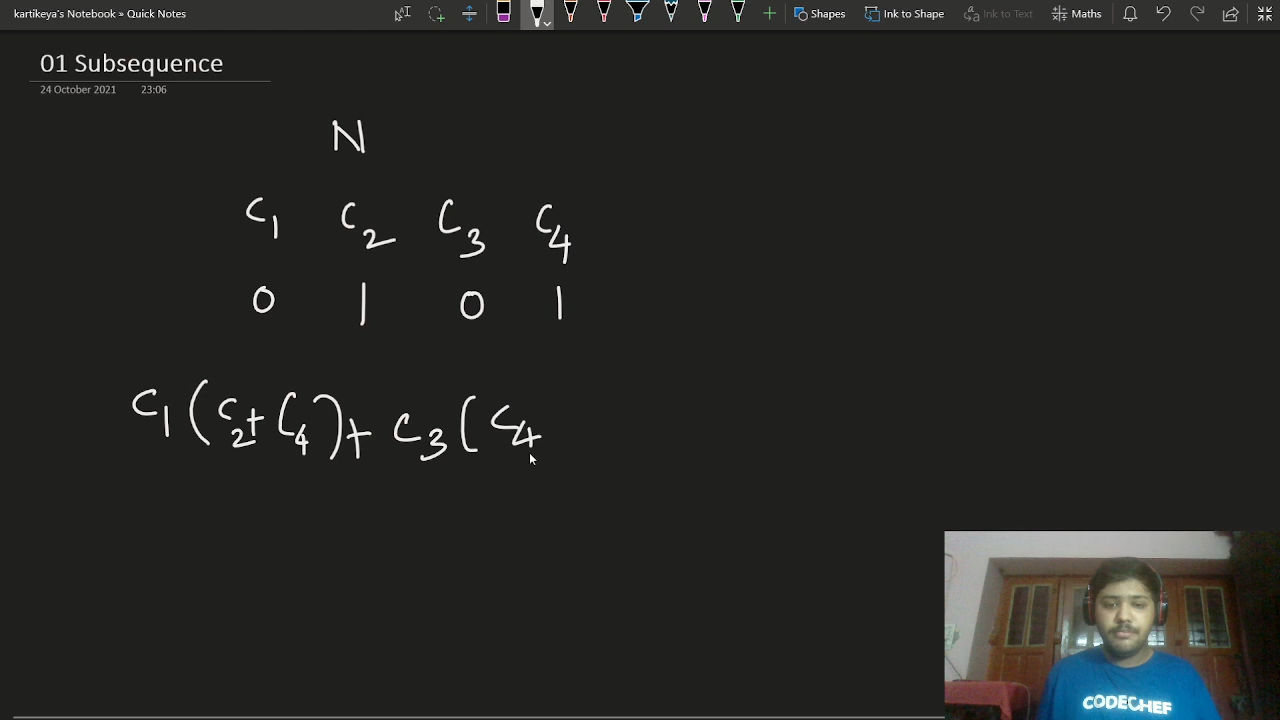 kartikeya's Notebook » Quick Notes
Shapes Ink to Shape Ink to Text Maths
01 Subsequence
24 October 2021 23:06
N
C1 C2 C3 C4
0 1 0 1
C1(C2+C4)+C3(C4
CODECHEF